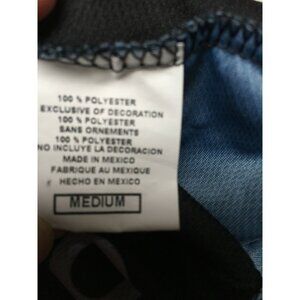 100 % POLYESTER
EXCLUSIVE OF DECORATION
100 % POLYESTER
SANS ORNEMENTS
100 % POLYESTER
NO INCLUYE LA DECORACION
MADE IN MEXICO
FABRIQUE AU MEXIQUE
HECHO EN MEXICO
MEDIUM